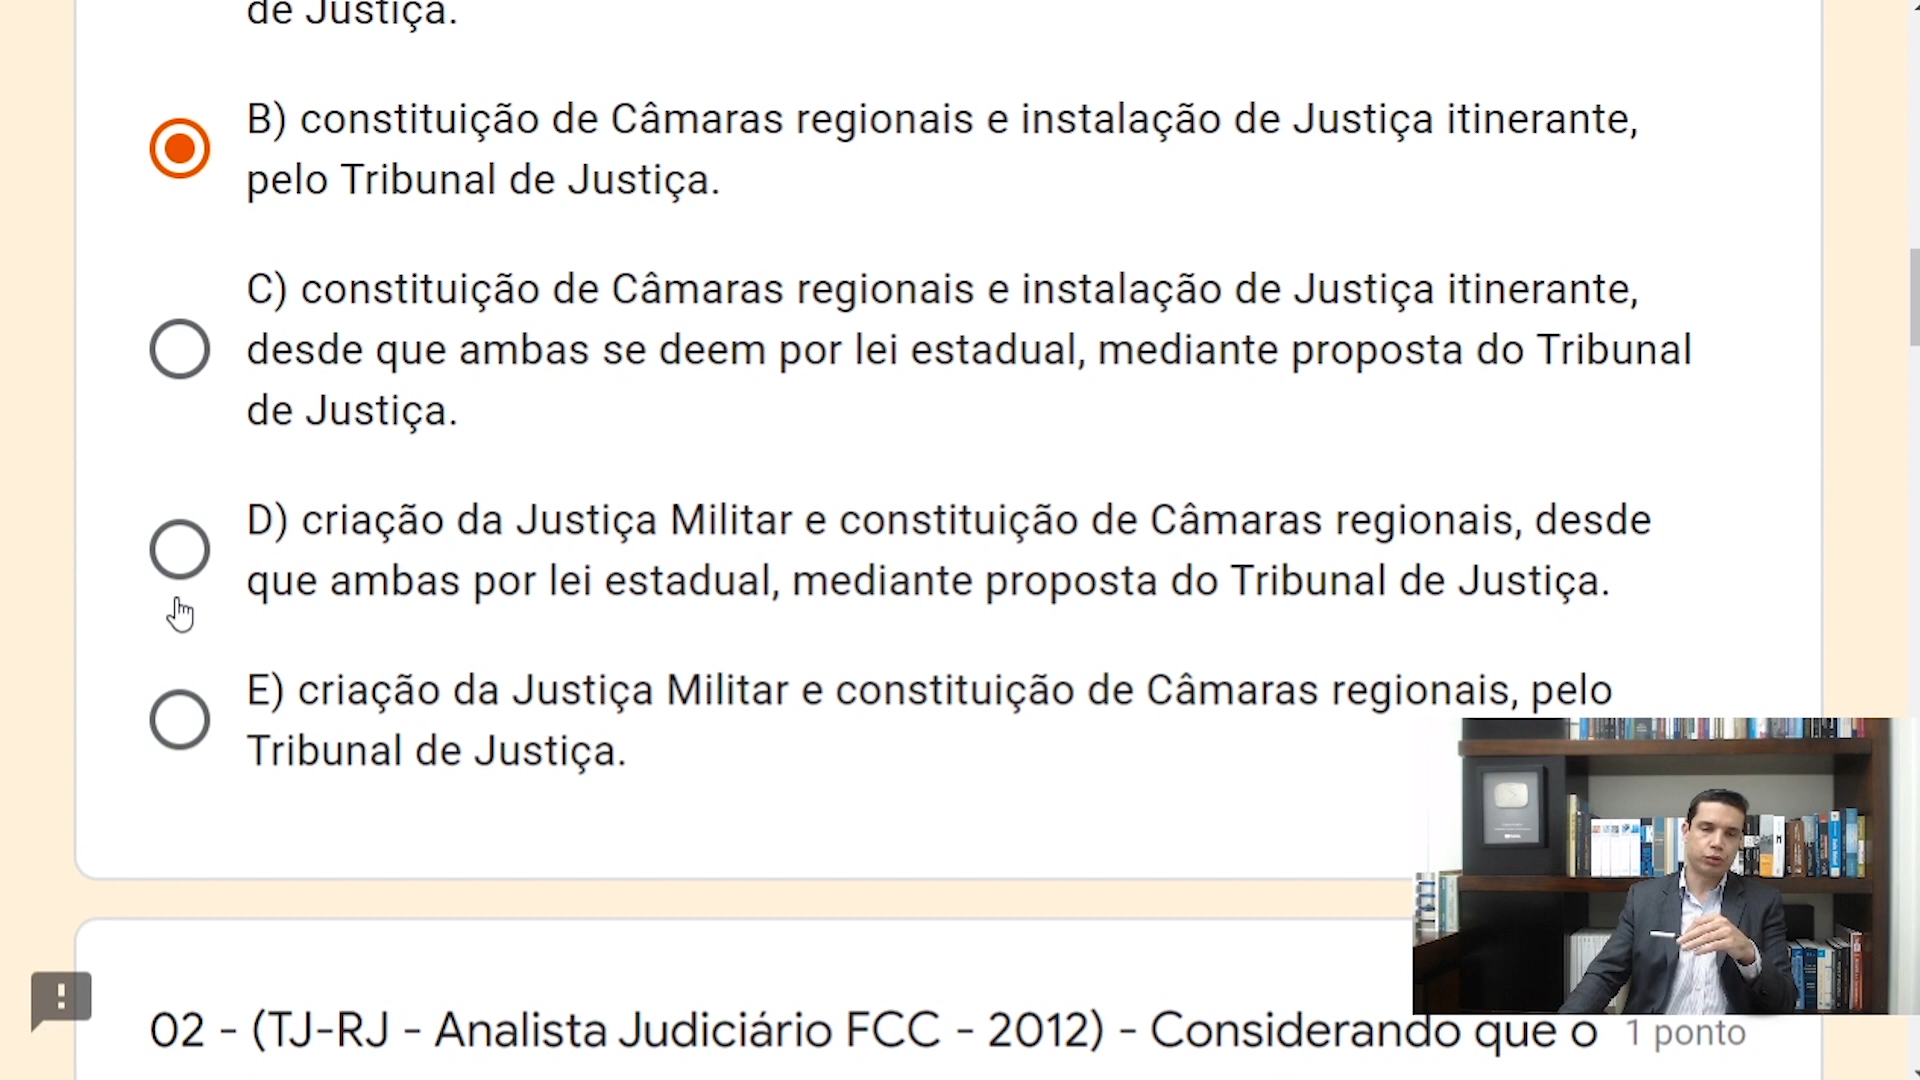 de Justiça.
B) constituição de Câmaras regionais e instalação de Justiça itinerante,
pelo Tribunal de Justiça.
C) constituição de Câmaras regionais e instalação de Justiça itinerante,
desde que ambas se deem por lei estadual, mediante proposta do Tribunal
de Justiça.
D) criação da Justiça Militar e constituição de Câmaras regionais, desde
que ambas por lei estadual, mediante proposta do Tribunal de Justiça.
E) criação da Justiça Militar e constituição de Câmaras regionais, pelo
Tribunal de Justiça.
02 - (TJ-RJ - Analista Judiciário FCC - 2012) - Considerando que o 1 ponto